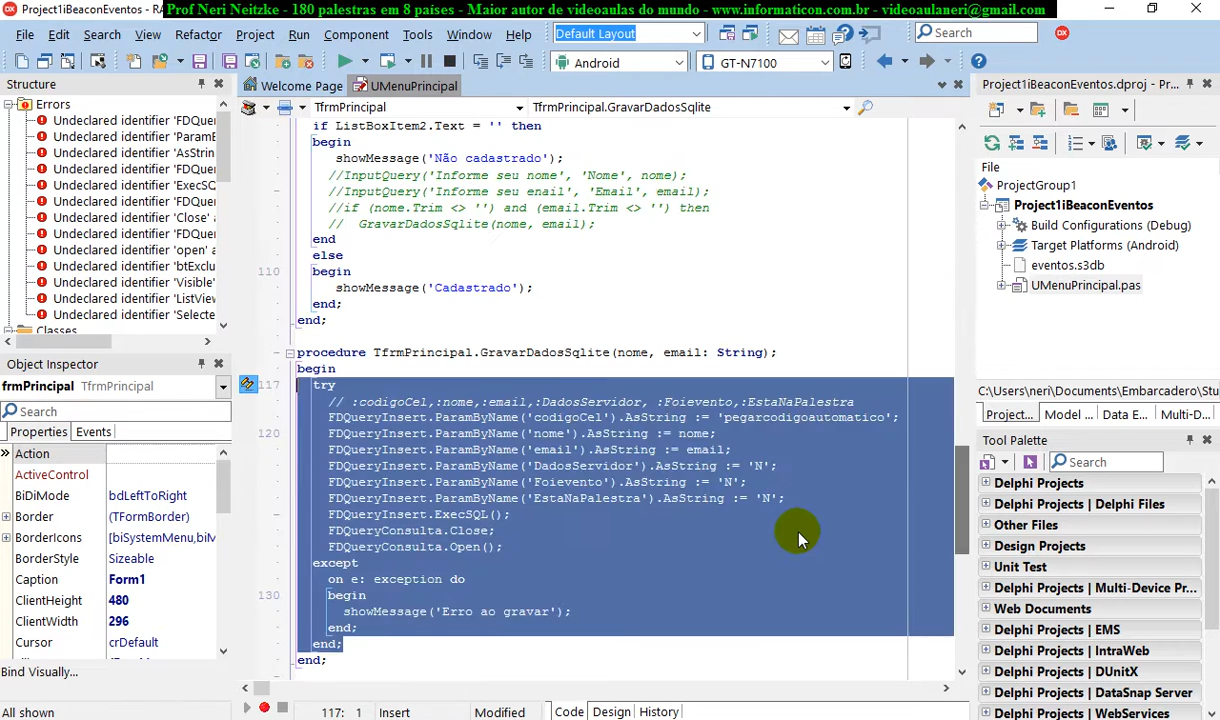 Project1iBeaconEventos - RA
Prof Neri Neitzke - 180 palestras em 8 países - Maior autor de videoaulas do mundo - www.informaticon.com.br - videoaulaneri@gmail.com
File Edit Search View Refactor Project Run Component Tools Window Help
Default Layout
Search
DX
Android
GT-N7100
Structure
Errors
Undeclared identifier 'FDQuer
Undeclared identifier 'ParamB
Undeclared identifier 'AsStrin
Undeclared identifier 'FDQuer
Undeclared identifier 'ExecSQ
Undeclared identifier 'FDQuer
Undeclared identifier 'Close' a
Undeclared identifier 'FDQuer
Undeclared identifier 'open' a
Undeclared identifier 'btExclu
Undeclared identifier 'Visible'
Undeclared identifier 'ListView
Undeclared identifier 'Selecte
Classes
Object Inspector
frmPrincipal TfrmPrincipal
Search
Properties Events
Action
ActiveControl
BiDiMode bdLeftToRight
Border (TFormBorder)
BorderIcons [biSystemMenu,biM
BorderStyle Sizeable
Caption Form1
ClientHeight 480
ClientWidth 296
Cursor crDefault
Bind Visually...
All shown
Welcome Page UMenuPrincipal
TfrmPrincipal TfrmPrincipal.GravarDadosSqlite
if ListBoxItem2.Text = '' then
begin
showMessage('Não cadastrado');
//InputQuery('Informe seu nome', 'Nome', nome);
//InputQuery('Informe seu enail', 'Email', email);
//if (nome.Trim <> '') and (email.Trim <> '') then
// GravarDadosSqlite(nome, email);
end
else
110 begin
showMessage('Cadastrado');
end;
end;
procedure TfrmPrincipal.GravarDadosSqlite(nome, email: String);
begin
117 try
// :codigoCel,:nome,:email,:DadosServidor, :Foievento,:EstaNaPalestra
FDQueryInsert.ParamByName('codigoCel').AsString := 'pegarcodigoautomatico';
120 FDQueryInsert.ParamByName('nome').AsString := nome;
FDQueryInsert.ParamByName('email').AsString := email;
FDQueryInsert.ParamByName('DadosServidor').AsString := 'N';
FDQueryInsert.ParamByName('Foievento').AsString := 'N';
FDQueryInsert.ParamByName('EstaNaPalestra').AsString := 'N';
FDQueryInsert.ExecSQL();
FDQueryConsulta.Close;
FDQueryConsulta.Open();
except
on e: exception do
130 begin
showMessage('Erro ao gravar');
end;
end;
end;
117: 1 Insert Modified Code Design History
Project1iBeaconEventos.dproj - Pr...
File
ProjectGroup1
Project1iBeaconEventos
Build Configurations (Debug)
Target Platforms (Android)
eventos.s3db
UMenuPrincipal.pas
C:\Users\neri\Documents\Embarcadero\Stud
Project... Model ... Data E... Multi-D...
Tool Palette
Search
Delphi Projects
Delphi Projects | Delphi Files
Other Files
Design Projects
Unit Test
Delphi Projects | Multi-Device Pr...
Web Documents
Delphi Projects | EMS
Delphi Projects | IntraWeb
Delphi Projects | DUnitX
Delphi Projects | DataSnap Server
Delphi Projects | WebServices